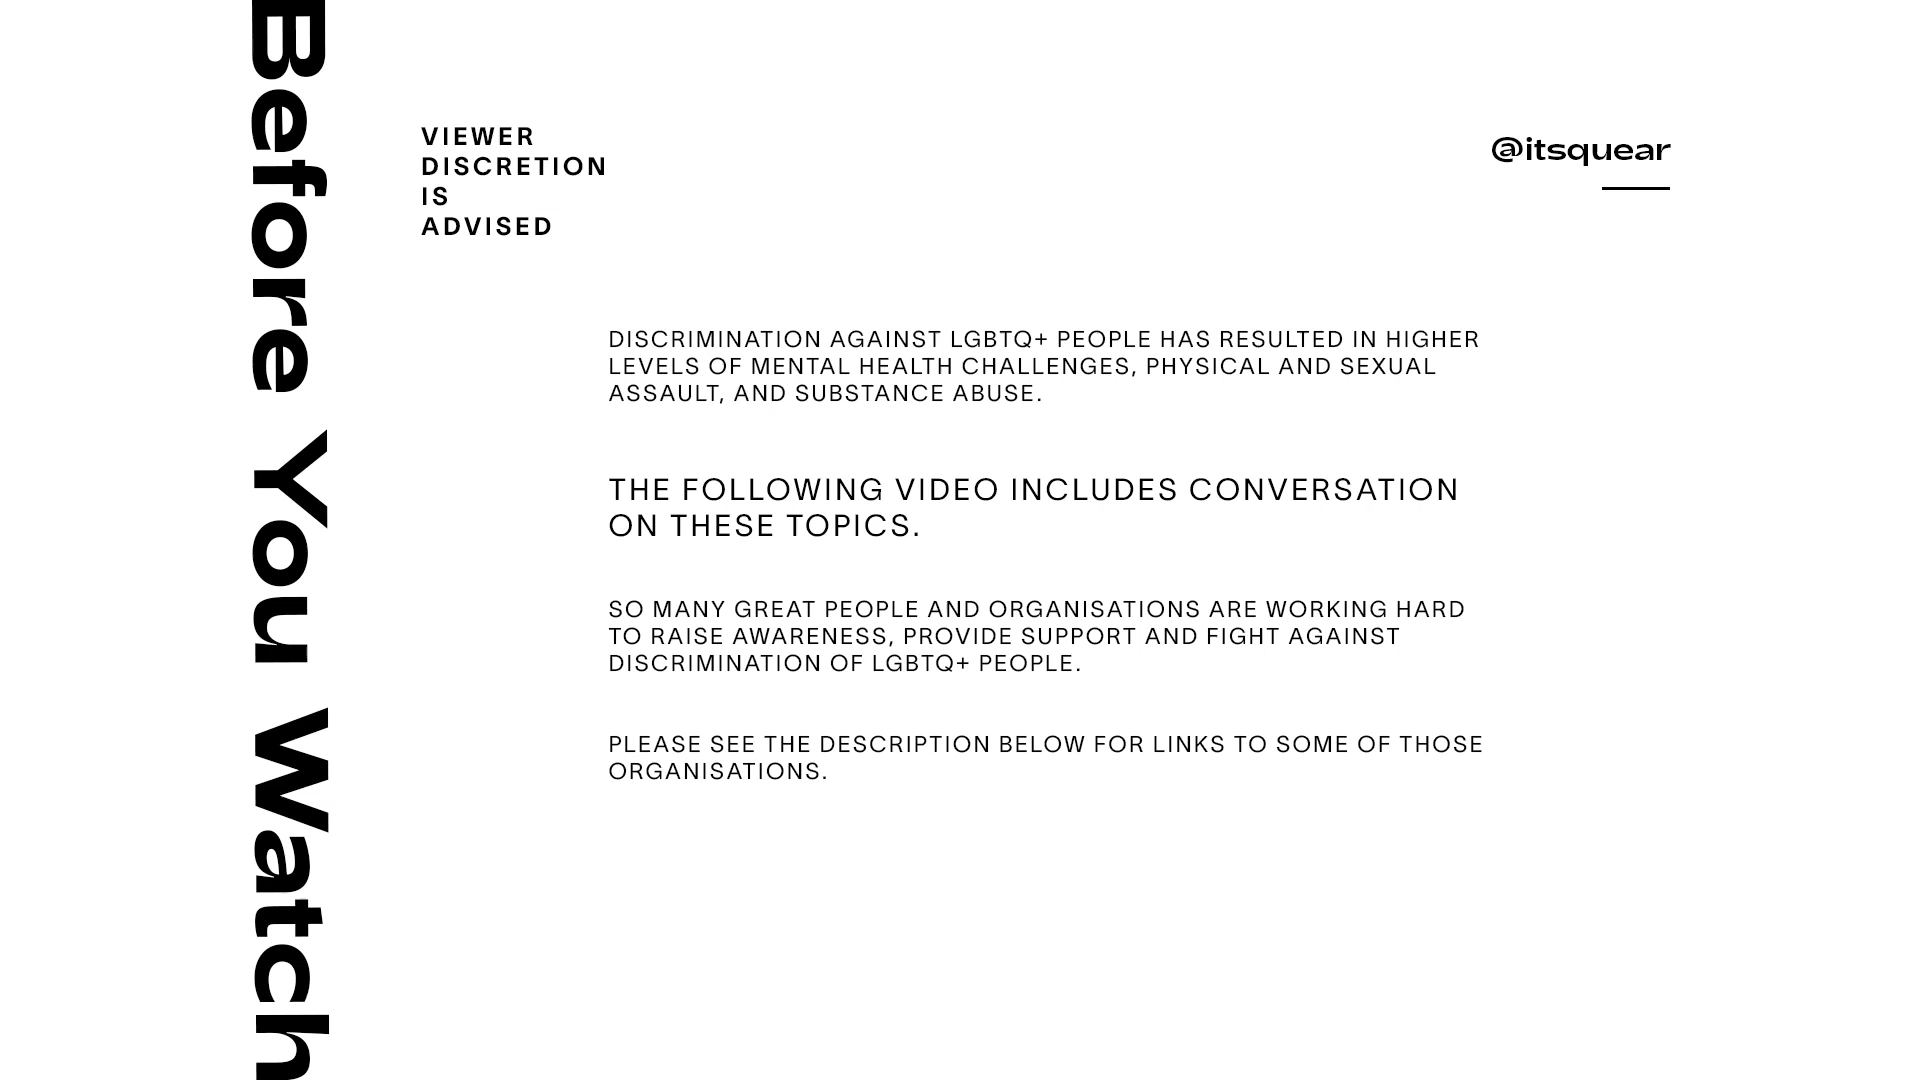 Before You Watch
VIEWER
DISCRETION
IS
ADVISED
@itsquear
DISCRIMINATION AGAINST LGBTQ+ PEOPLE HAS RESULTED IN HIGHER
LEVELS OF MENTAL HEALTH CHALLENGES, PHYSICAL AND SEXUAL
ASSAULT, AND SUBSTANCE ABUSE.
THE FOLLOWING VIDEO INCLUDES CONVERSATION
ON THESE TOPICS.
SO MANY GREAT PEOPLE AND ORGANISATIONS ARE WORKING HARD
TO RAISE AWARENESS, PROVIDE SUPPORT AND FIGHT AGAINST
DISCRIMINATION OF LGBTQ+ PEOPLE.
PLEASE SEE THE DESCRIPTION BELOW FOR LINKS TO SOME OF THOSE
ORGANISATIONS.